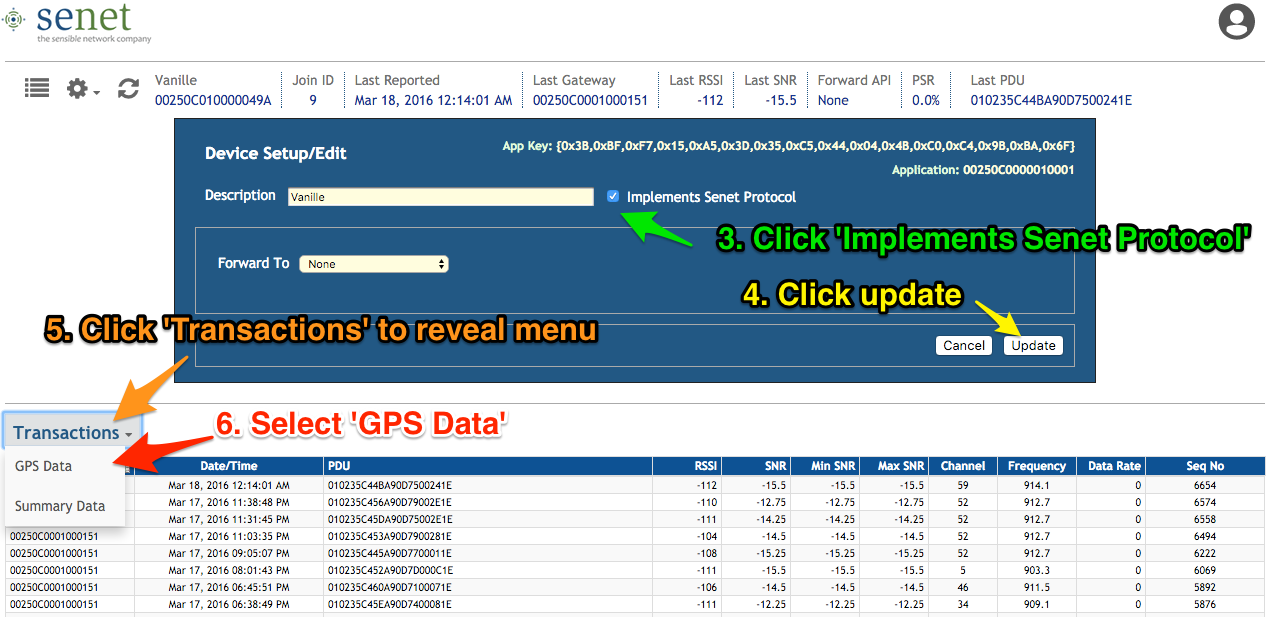 senet
the sensible network company
Vanille
00250C010000049A
Join ID
9
Last Reported
Mar 18, 2016 12:14:01 AM
Last Gateway
00250C0001000151
Last RSSI
-112
Last SNR
-15.5
Forward API
None
PSR
0.0%
Last PDU
010235C44BA90D7500241E
Device Setup/Edit
App Key: {0x3B,0xBF,0xF7,0x15,0xA5,0x3D,0x35,0xC5,0x44,0x04,0x4B,0xC0,0xC4,0x9B,0xBA,0x6F}
Application: 00250C0000010001
Description
Vanille
Implements Senet Protocol
3. Click 'Implements Senet Protocol'
Forward To
None
4. Click update
5. Click 'Transactions' to reveal menu
Cancel
Update
Transactions
6. Select 'GPS Data'
GPS Data
Summary Data
Date/Time PDU RSSI SNR Min SNR Max SNR Channel Frequency Data Rate Seq No
Mar 18, 2016 12:14:01 AM 010235C44BA90D7500241E -112 -15.5 -15.5 -15.5 59 914.1 0 6654
Mar 17, 2016 11:38:48 PM 010235C456A79002E1E -110 -12.75 -12.75 -12.75 52 912.7 0 6574
Mar 17, 2016 11:31:45 PM 010235C45DA90D75002E1E -111 -14.25 -14.25 -14.25 52 912.7 0 6558
00250C0001000151 Mar 17, 2016 11:03:35 PM 010235C453A90D7900281E -104 -14.5 -14.5 -14.5 52 912.7 0 6494
00250C0001000151 Mar 17, 2016 09:05:07 PM 010235C445A90D7700011E -108 -15.25 -15.25 -15.25 52 912.7 0 6222
00250C0001000151 Mar 17, 2016 08:01:43 PM 010235C452A90D7D000C1E -111 -15.5 -15.5 -15.5 5 903.3 0 6069
00250C0001000151 Mar 17, 2016 06:45:51 PM 010235C460A90D7100071E -106 -14.5 -14.5 -14.5 46 911.5 0 5892
00250C0001000151 Mar 17, 2016 06:38:49 PM 010235C45EA90D7400081E -111 -12.25 -12.25 -12.25 34 909.1 0 5876